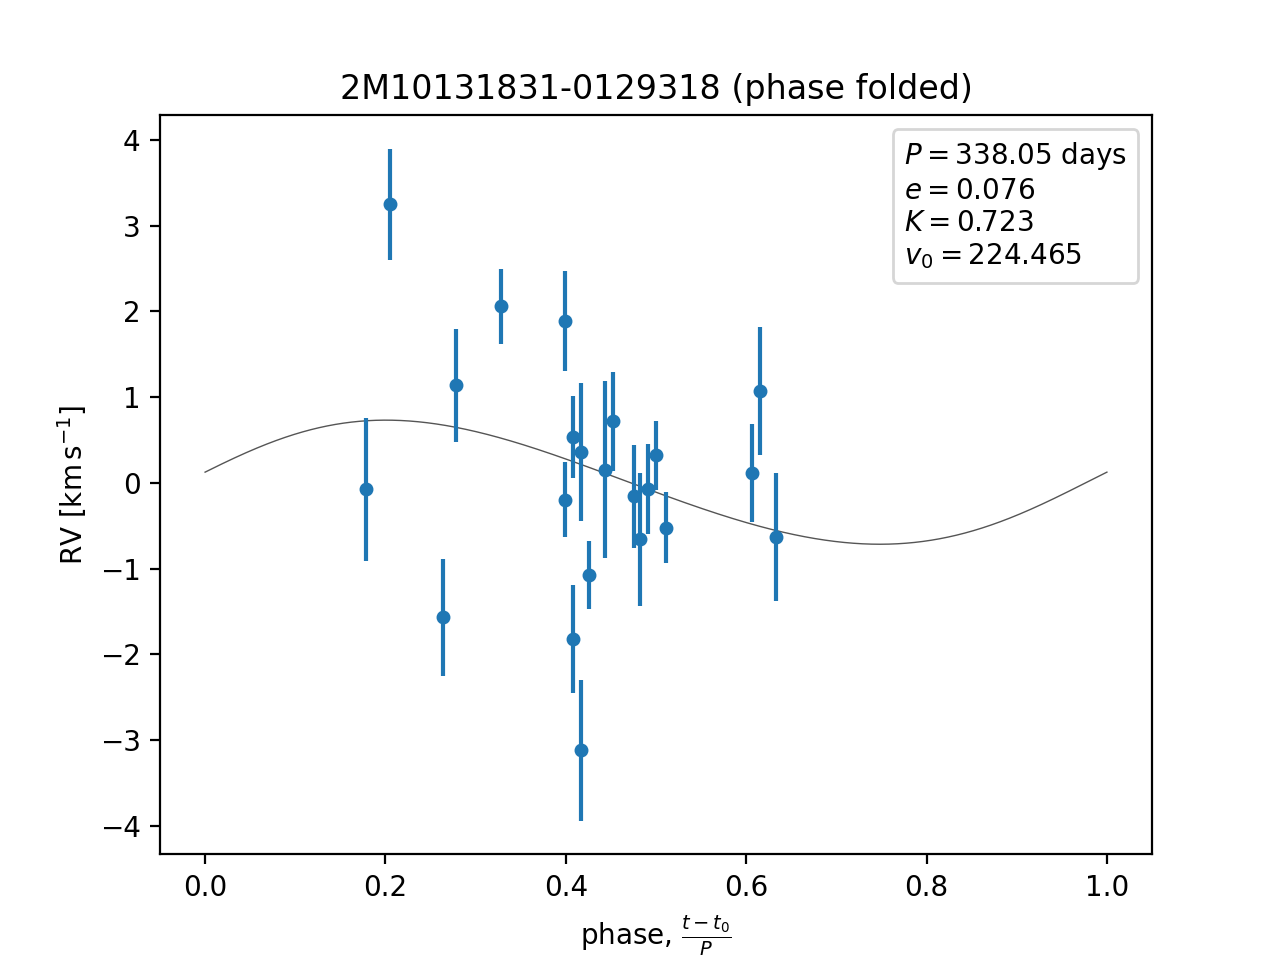 2M10131831-0129318 (phase folded)
P = 338.05 days
e = 0.076
K = 0.723
v₀ = 224.465
RV [km s⁻¹]
4
3
2
1
0
−1
−2
−3
−4
0.0 0.2 0.4 0.6 0.8 1.0
phase, (t − t₀)/P